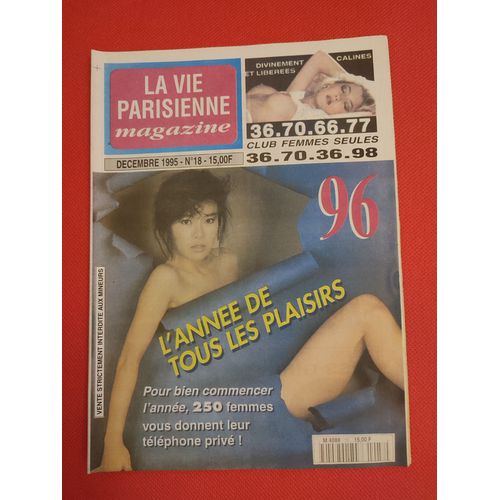 LA VIE
PARISIENNE
magazine
DIVINEMENT
ET LIBEREES
CALINES
36.70.66.77
CLUB FEMMES SEULES
36.70.36.98
DECEMBRE 1995 - N°18 - 15,00F
96
L'ANNEE DE
TOUS LES PLAISIRS
Pour bien commencer
l'année, 250 femmes
vous donnent leur
téléphone privé !
VENTE STRICTEMENT INTERDITE AUX MINEURS
15,00 F